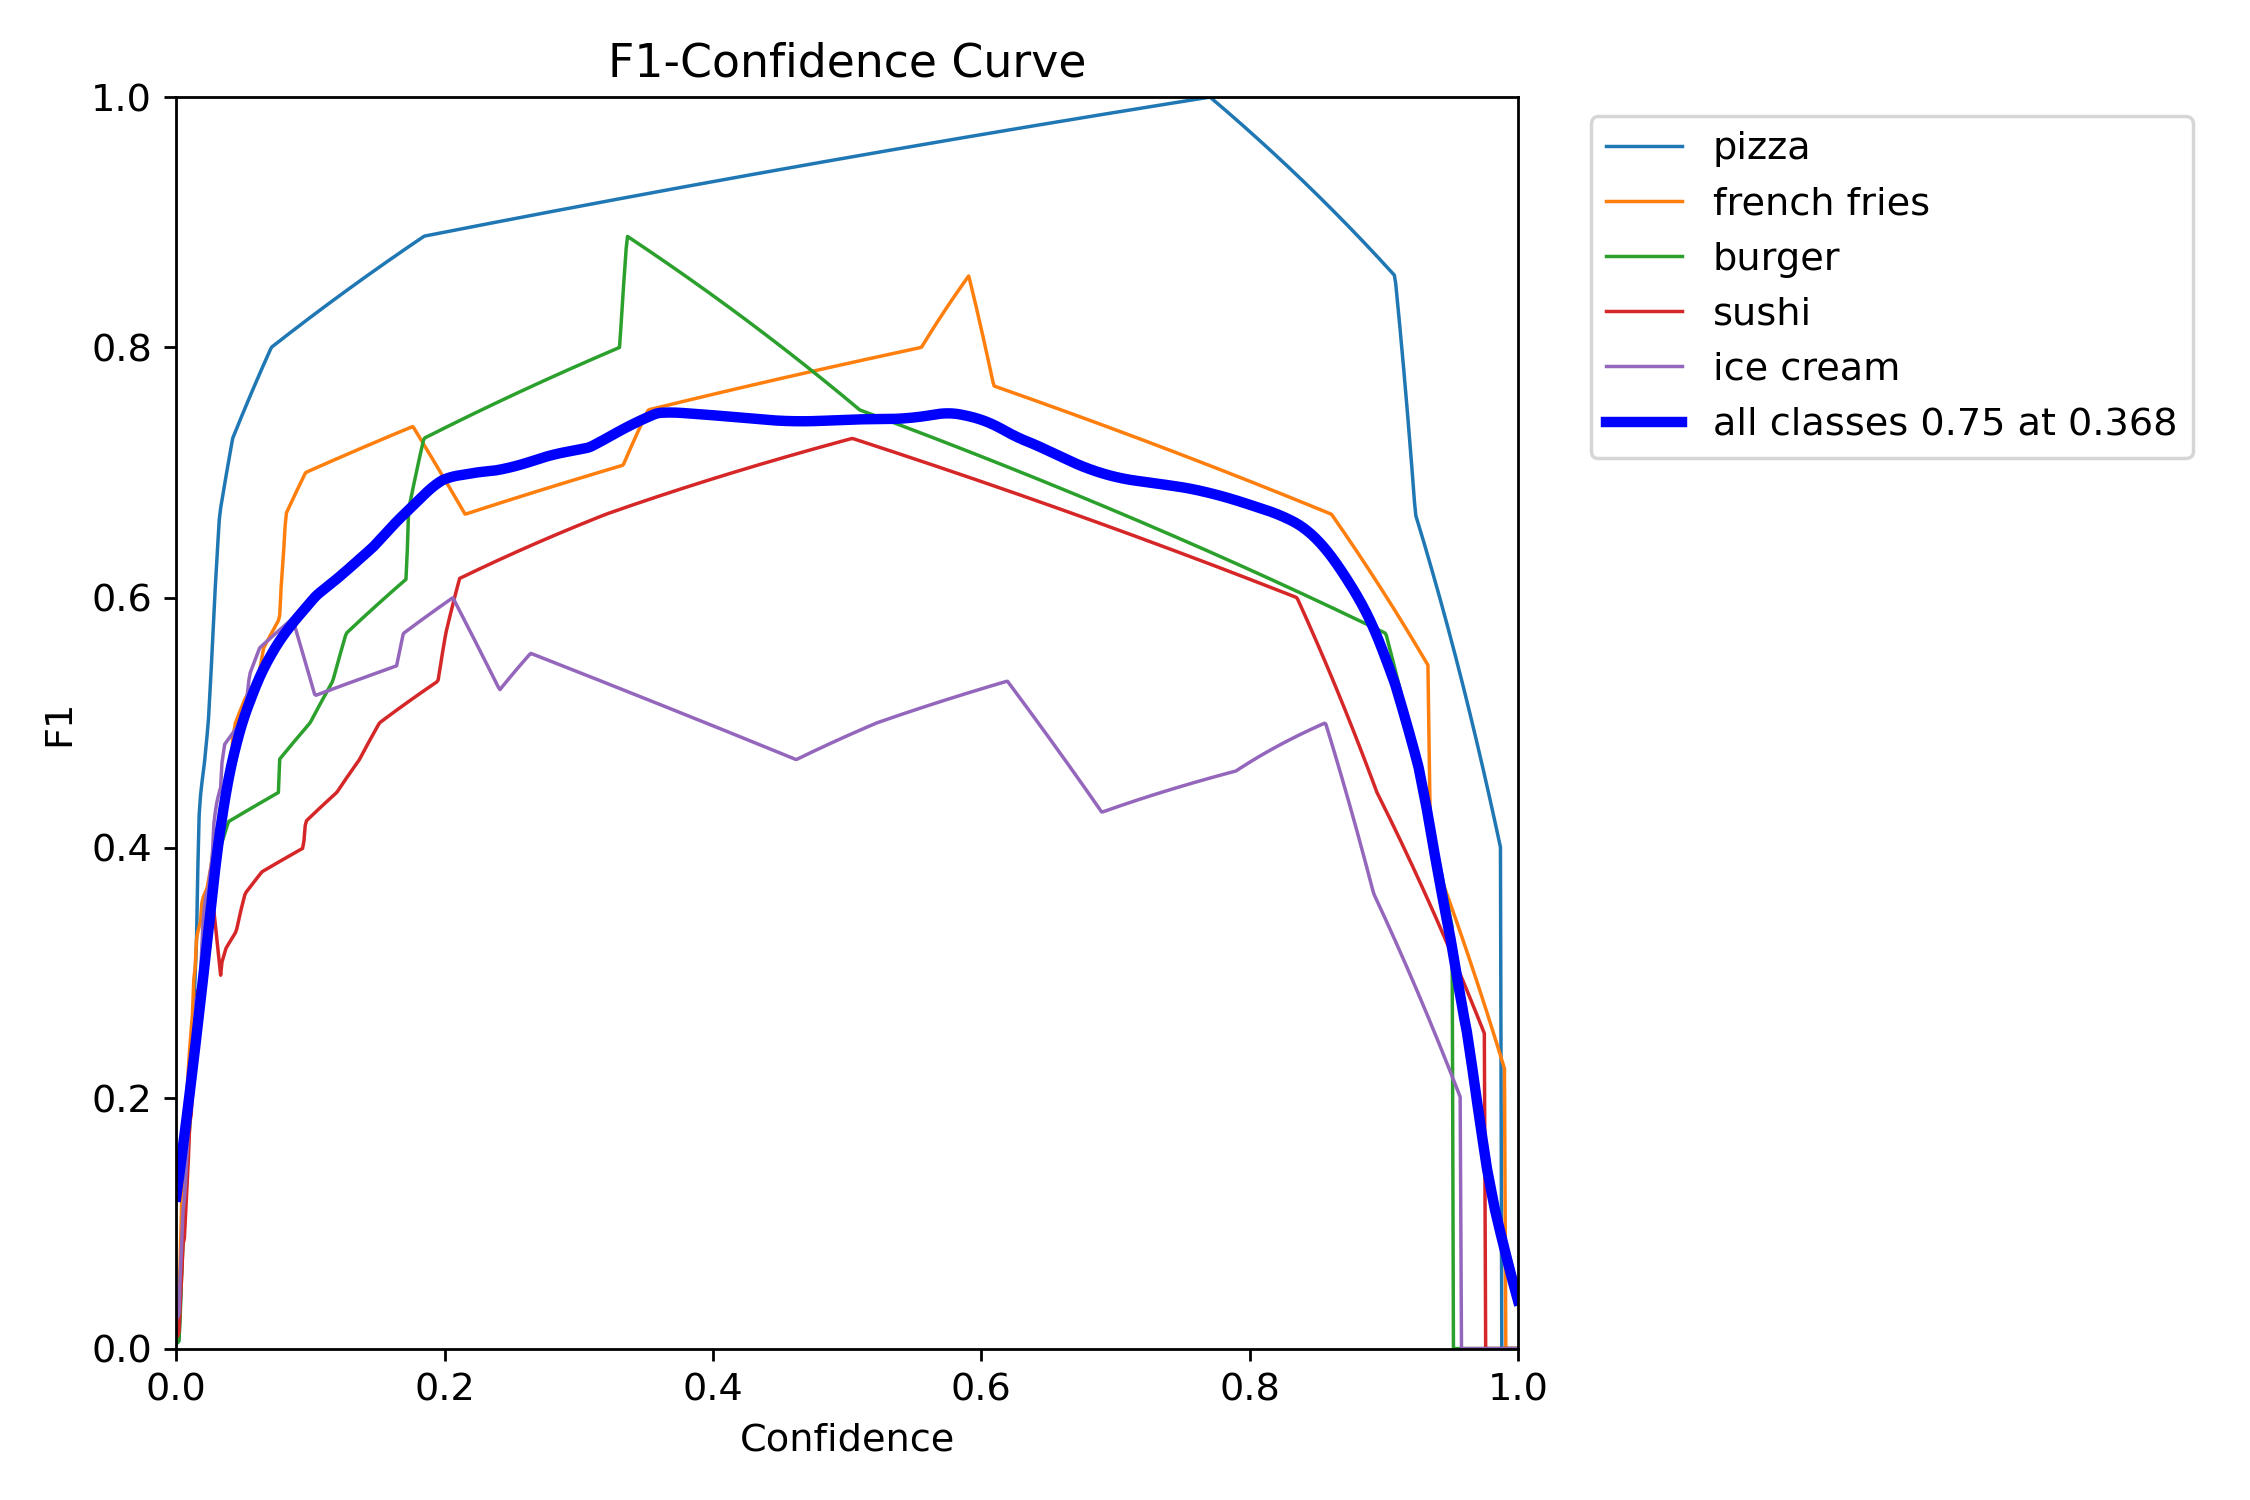 F1-Confidence Curve
1.0
0.8
0.6
0.4
0.2
0.0
F1
0.0 0.2 0.4 0.6 0.8 1.0
Confidence
pizza
french fries
burger
sushi
ice cream
all classes 0.75 at 0.368